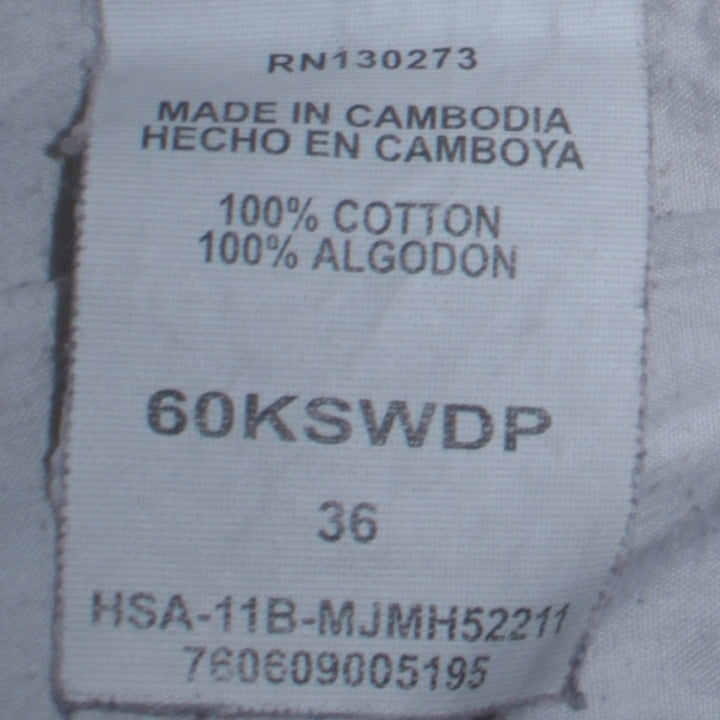 RN130273
MADE IN CAMBODIA
HECHO EN CAMBOYA
100% COTTON
100% ALGODON
60KSWDP
36
HSA-11B-MJMH52211
760609005195